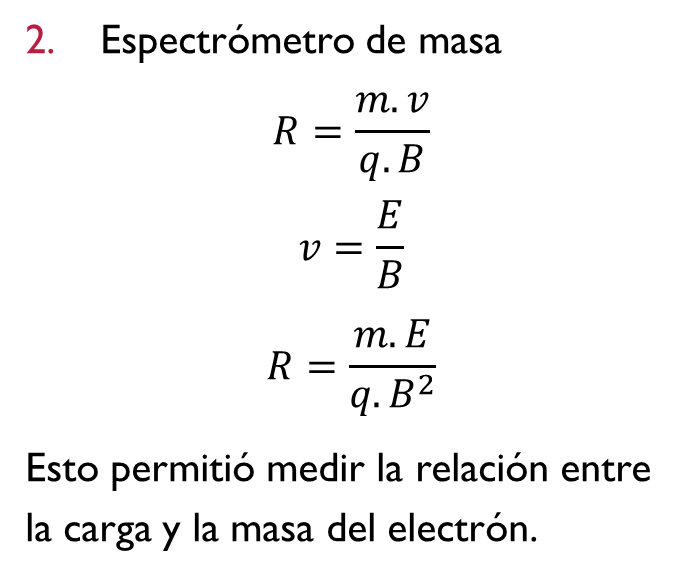 2. Espectrómetro de masa
R = m.v / q.B
v = E / B
R = m.E / q.B²
Esto permitió medir la relación entre
la carga y la masa del electrón.